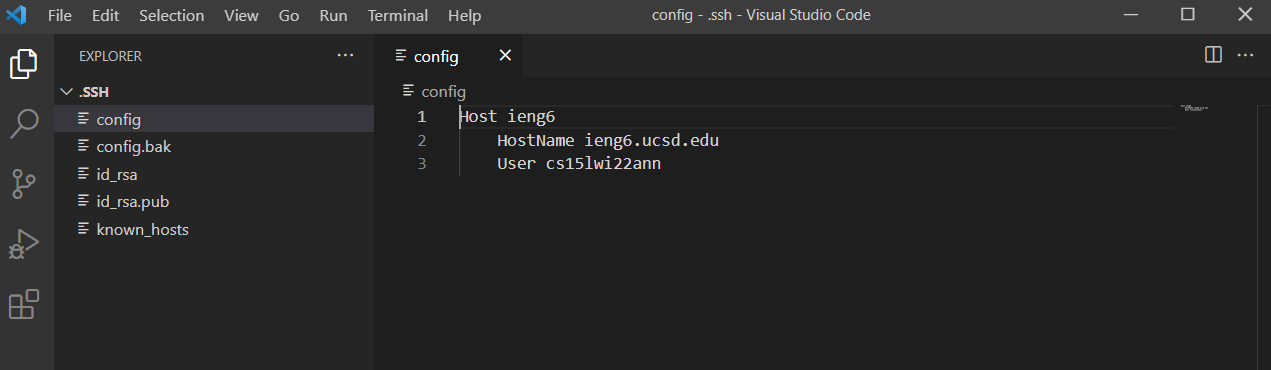 File Edit Selection View Go Run Terminal Help config - .ssh - Visual Studio Code
EXPLORER
.SSH
config
config.bak
id_rsa
id_rsa.pub
known_hosts
config
config
1 Host ieng6
2 HostName ieng6.ucsd.edu
3 User cs15lwi22ann